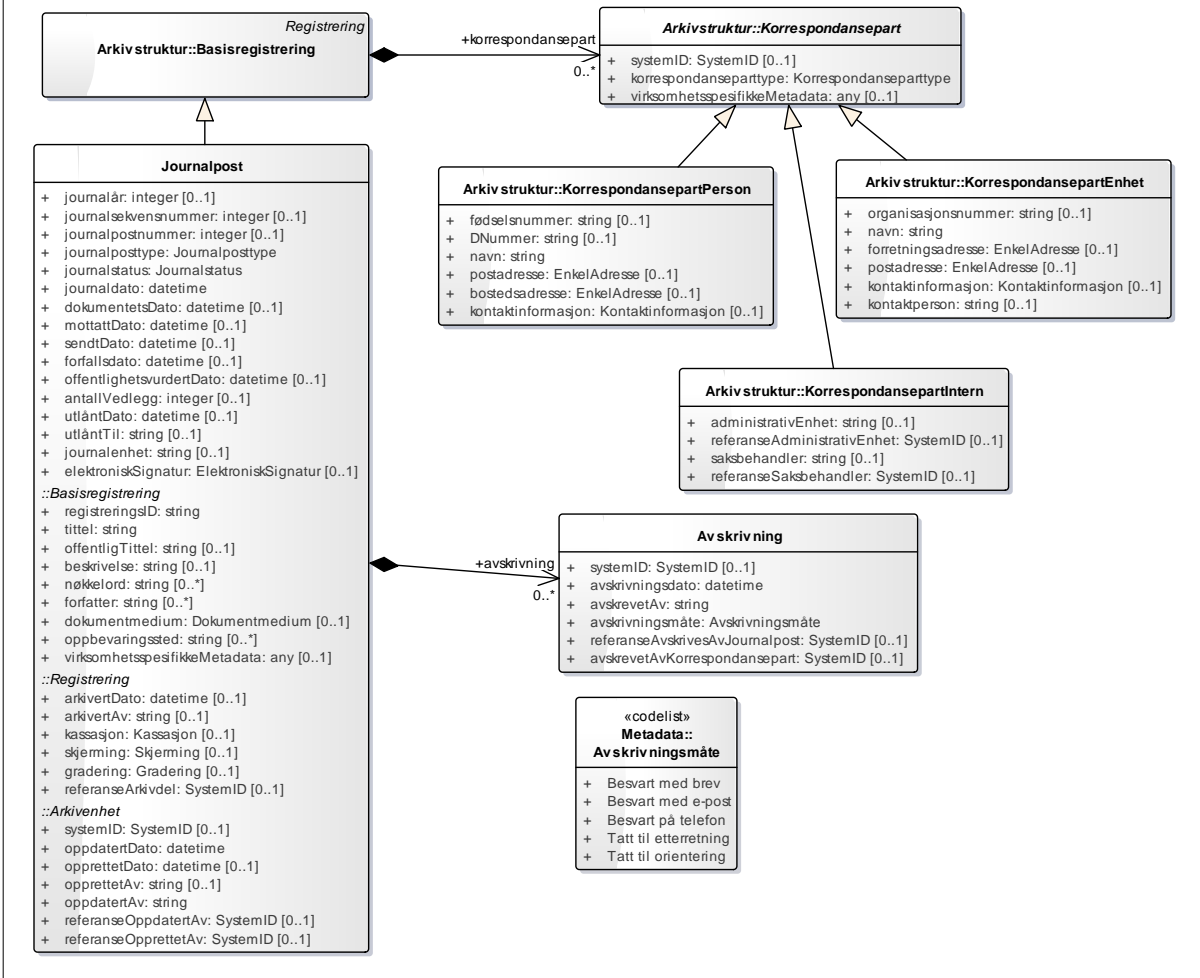 Registrering
Arkivstruktur::Basisregistrering
+korrespondansepart
0..*
Arkivstruktur::Korrespondansepart
+ systemID: SystemID [0..1]
+ korrespondanseparttype: Korrespondanseparttype
+ virksomhetsspesifikkeMetadata: any [0..1]
Journalpost
+ journalår: integer [0..1]
+ journalsekvensnummer: integer [0..1]
+ journalpostnummer: integer [0..1]
+ journalposttype: Journalposttype
+ journalstatus: Journalstatus
+ journaldato: datetime
+ dokumentetsDato: datetime [0..1]
+ mottattDato: datetime [0..1]
+ sendtDato: datetime [0..1]
+ forfallsdato: datetime [0..1]
+ offentlighetsvurdertDato: datetime [0..1]
+ antallVedlegg: integer [0..1]
+ utlåntDato: datetime [0..1]
+ utlåntTil: string [0..1]
+ journalenhet: string [0..1]
+ elektroniskSignatur: ElektroniskSignatur [0..1]
::Basisregistrering
+ registreringsID: string
+ tittel: string
+ offentligTittel: string [0..1]
+ beskrivelse: string [0..1]
+ nøkkelord: string [0..*]
+ forfatter: string [0..*]
+ dokumentmedium: Dokumentmedium [0..1]
+ oppbevaringssted: string [0..*]
+ virksomhetsspesifikkeMetadata: any [0..1]
::Registrering
+ arkivertDato: datetime [0..1]
+ arkivertAv: string [0..1]
+ kassasjon: Kassasjon [0..1]
+ skjerming: Skjerming [0..1]
+ gradering: Gradering [0..1]
+ referanseArkivdel: SystemID [0..1]
::Arkivenhet
+ systemID: SystemID [0..1]
+ oppdatertDato: datetime
+ opprettetDato: datetime [0..1]
+ opprettetAv: string [0..1]
+ oppdatertAv: string
+ referanseOppdatertAv: SystemID [0..1]
+ referanseOpprettetAv: SystemID [0..1]
Arkivstruktur::KorrespondansepartPerson
+ fødselsnummer: string [0..1]
+ DNummer: string [0..1]
+ navn: string
+ postadresse: EnkelAdresse [0..1]
+ bostedsadresse: EnkelAdresse [0..1]
+ kontaktinformasjon: Kontaktinformasjon [0..1]
Arkivstruktur::KorrespondansepartEnhet
+ organisasjonsnummer: string [0..1]
+ navn: string
+ forretningsadresse: EnkelAdresse [0..1]
+ postadresse: EnkelAdresse [0..1]
+ kontaktinformasjon: Kontaktinformasjon [0..1]
+ kontaktperson: string [0..1]
Arkivstruktur::KorrespondansepartIntern
+ administrativEnhet: string [0..1]
+ referanseAdministrativEnhet: SystemID [0..1]
+ saksbehandler: string [0..1]
+ referanseSaksbehandler: SystemID [0..1]
+avskrivning
0..*
Avskrivning
+ systemID: SystemID [0..1]
+ avskrivningsdato: datetime
+ avskrevetAv: string
+ avskrivningsmåte: Avskrivningsmåte
+ referanseAvskrivesAvJournalpost: SystemID [0..1]
+ avskrevetAvKorrespondansepart: SystemID [0..1]
«codelist»
Metadata::
Avskrivningsmåte
+ Besvart med brev
+ Besvart med e-post
+ Besvart på telefon
+ Tatt til etterretning
+ Tatt til orientering